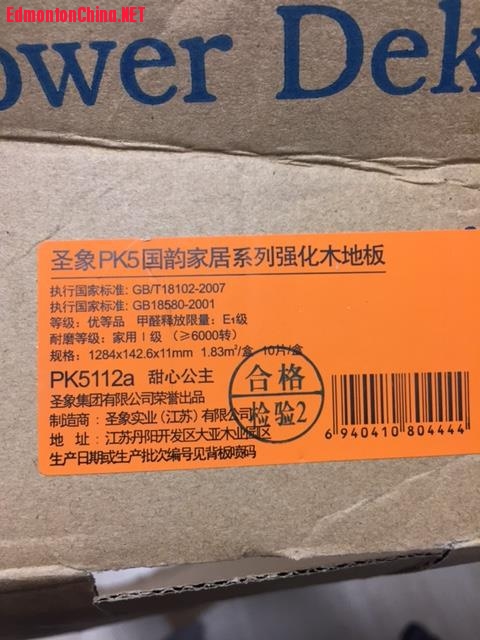 EdmontonChina.NET
ower Dek
圣象PK5国韵家居系列强化木地板
执行国家标准: GB/T18102-2007
执行国家标准: GB18580-2001
等级: 优等品 甲醛释放限量: E1级
耐磨等级: 家用Ⅰ级 (≥6000转)
规格: 1284x142.6x11mm 1.83m²/盒 10片/盒
PK5112a 甜心公主
圣象集团有限公司荣誉出品
制造商: 圣象实业(江苏)有限公司
地 址: 江苏丹阳开发区大亚木业园区
生产日期或生产批次编号见背板喷码
合格
检验2
6 940410 804444